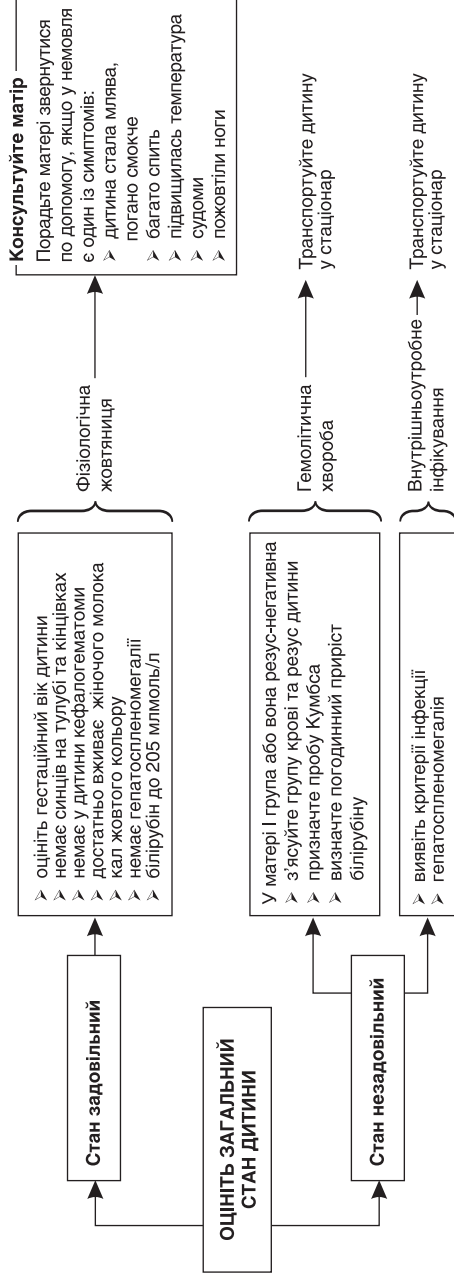 ОЦІНІТЬ ЗАГАЛЬНИЙ
СТАН ДИТИНИ
Стан задовільний
➢ оцініть гестаційний вік дитини
➢ немає синців на тулубі та кінцівках
➢ немає у дитини кефалогематоми
➢ достатньо вживає жіночого молока
➢ кал жовтого кольору
➢ немає гепатоспленомегалії
➢ білірубін до 205 млмоль/л
Фізіологічна
жовтяниця
Консультуйте матір
Порадьте матері звернутися
по допомогу, якщо у немовля
є один із симптомів:
➢ дитина стала млява,
погано смокче
➢ багато спить
➢ підвищилась температура
➢ судоми
➢ пожовтіли ноги
Стан незадовільний
У матері І група або вона резус-негативна
➢ з’ясуйте групу крові та резус дитини
➢ призначте пробу Кумбса
➢ визначте погодинний приріст
білірубіну
Гемолітична
хвороба
Транспортуйте дитину
у стаціонар
➢ виявіть критерії інфекції
➢ гепатоспленомегалія
Внутрішньоутробне
інфікування
Транспортуйте дитину
у стаціонар